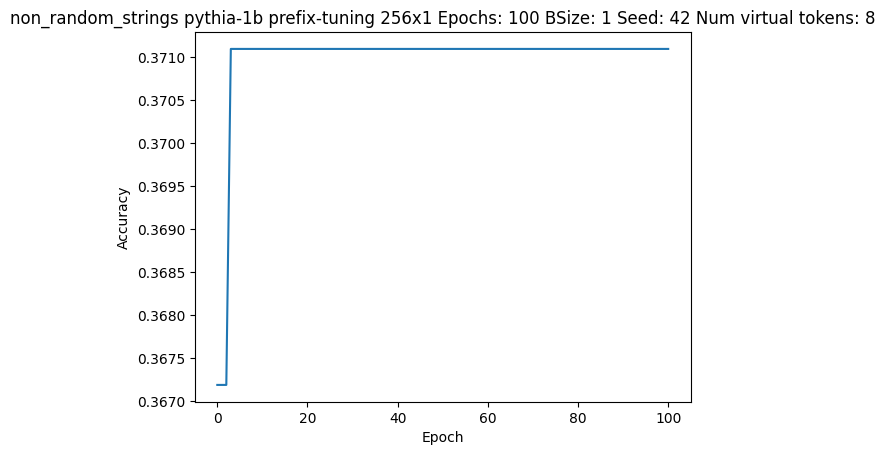 non_random_strings pythia-1b prefix-tuning 256x1 Epochs: 100 BSize: 1 Seed: 42 Num virtual tokens: 8
0.3710
0.3705
0.3700
0.3695
0.3690
0.3685
0.3680
0.3675
0.3670
Accuracy
0 20 40 60 80 100
Epoch